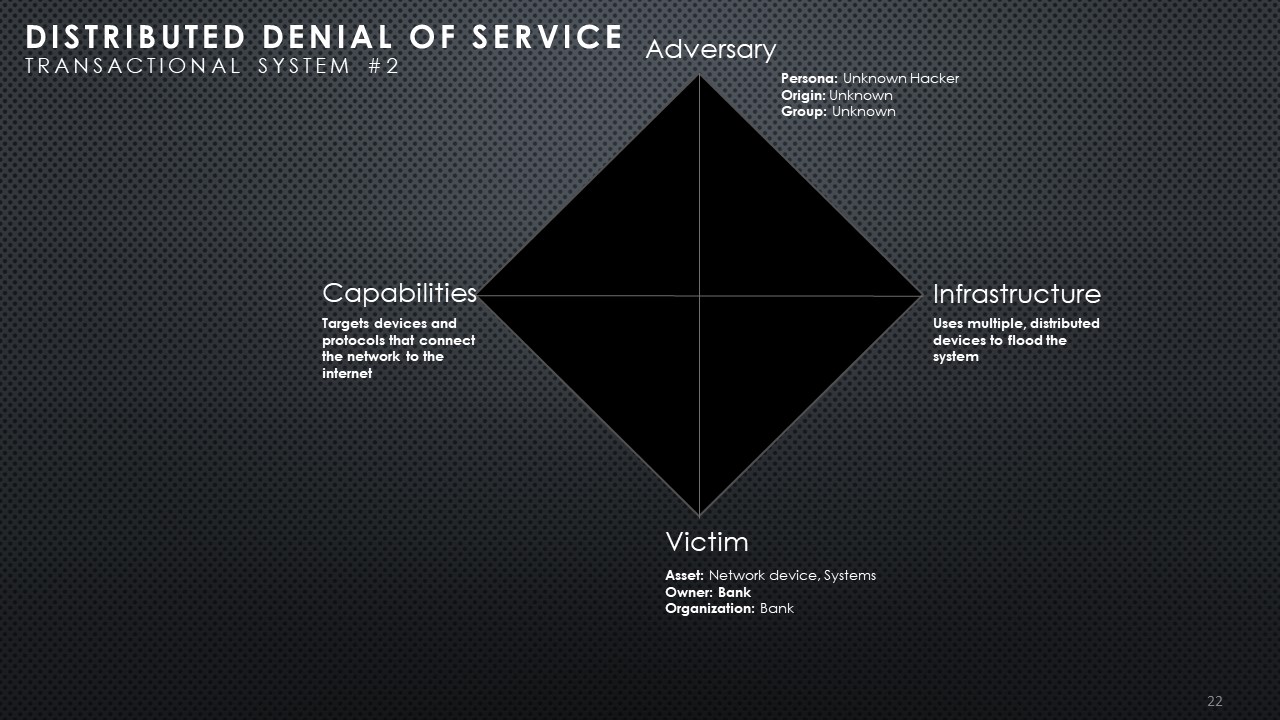 DISTRIBUTED DENIAL OF SERVICE
TRANSACTIONAL SYSTEM #2
Adversary
Persona: Unknown Hacker
Origin: Unknown
Group: Unknown
Capabilities
Targets devices and
protocols that connect
the network to the
internet
Infrastructure
Uses multiple, distributed
devices to flood the
system
Victim
Asset: Network device, Systems
Owner: Bank
Organization: Bank
22